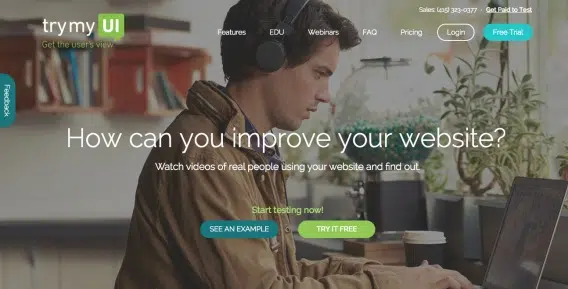 Sales: (415) 323-0377 · Get Paid to Test
trymy UI
Get the user's view
Features EDU Webinars FAQ Pricing Login Free Trial
Feedback
How can you improve your website?
Watch videos of real people using your website and find out.
Start testing now!
SEE AN EXAMPLE TRY IT FREE